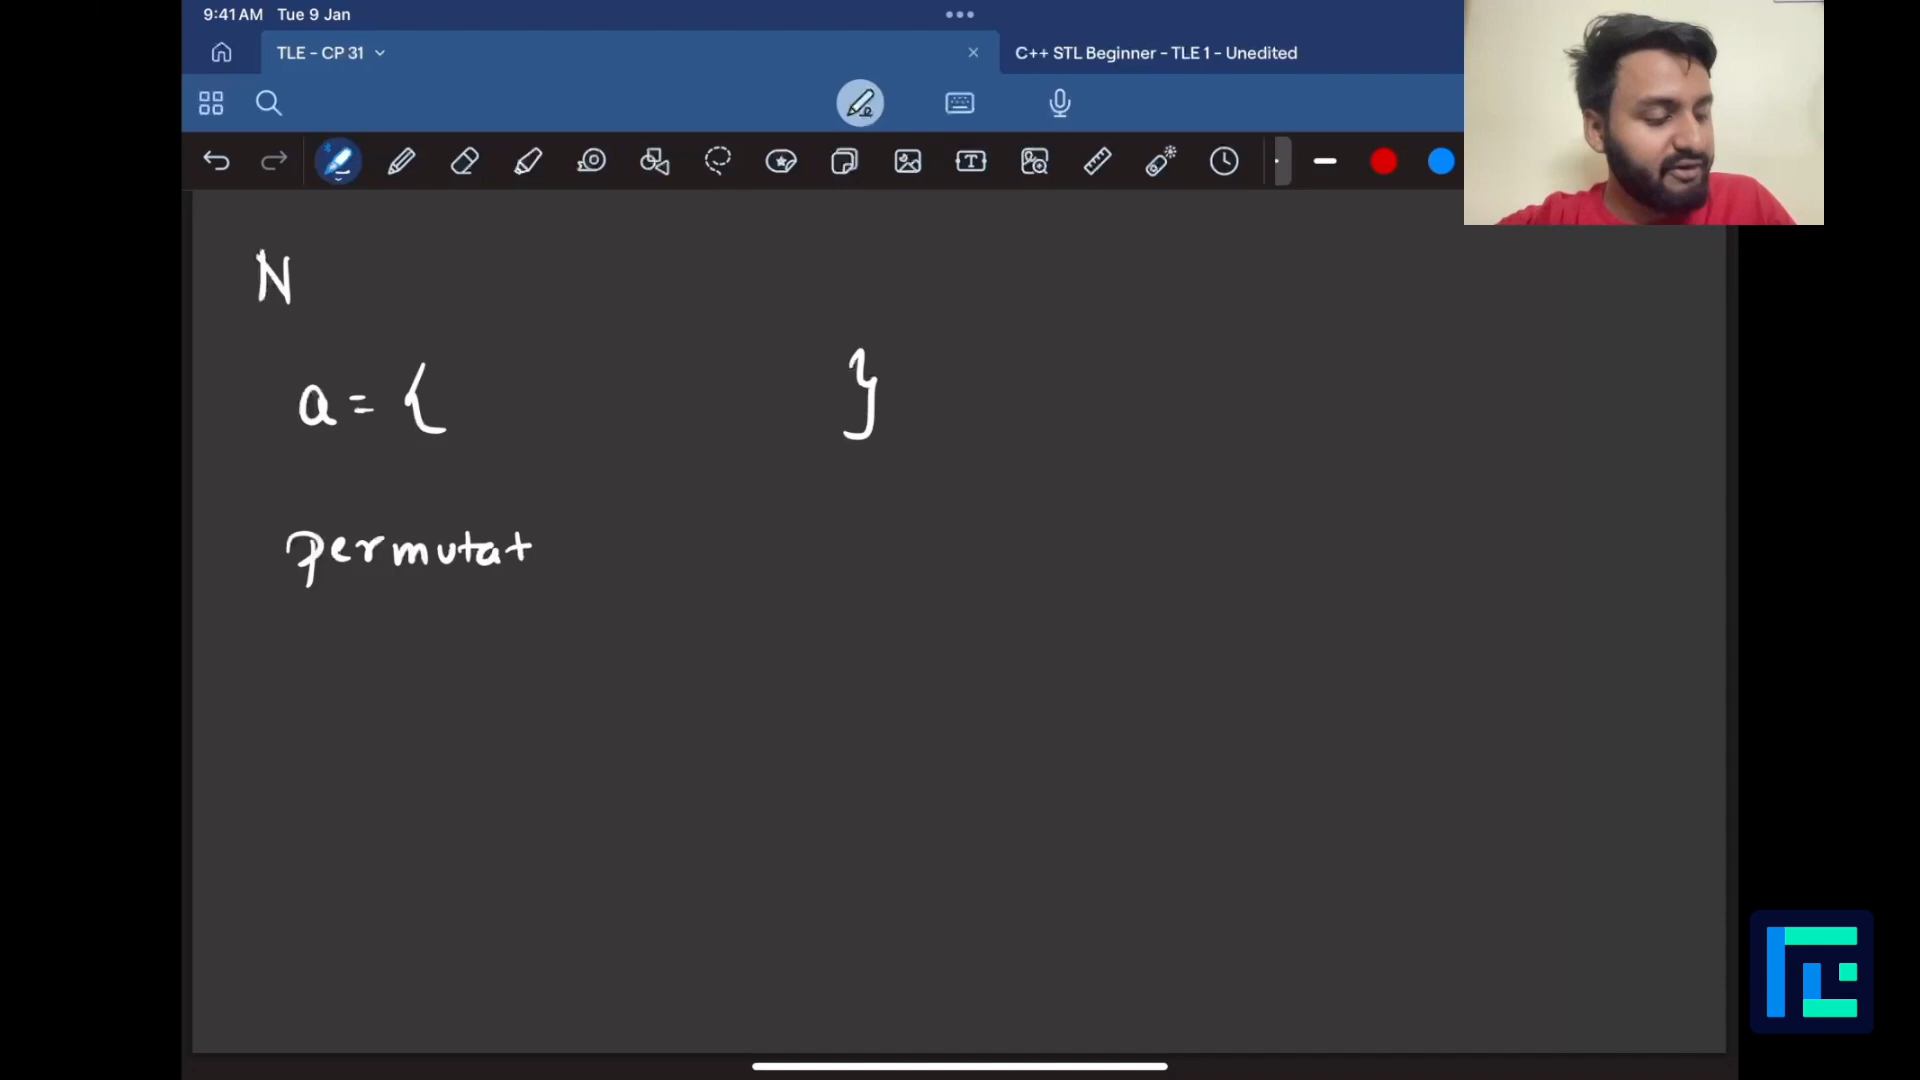 9:41 AM Tue 9 Jan
TLE - CP 31
C++ STL Beginner - TLE 1 - Unedited
N
a = { }
permutat